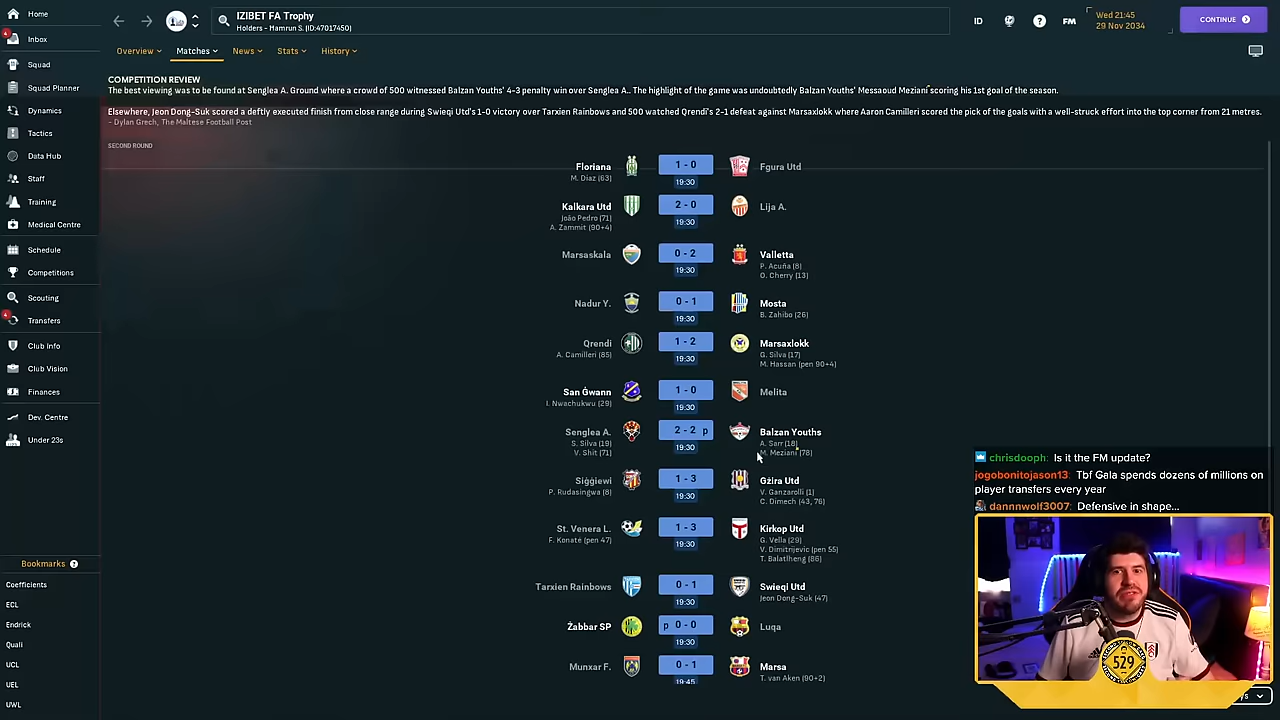 Home
IZIBET FA Trophy
Holders - Hamrun S. (ID:47017450)
ID
FM
Wed 21:45
29 Nov 2034
CONTINUE
4
Inbox
Overview
Matches
News
Stats
History
Squad
Squad Planner
Dynamics
Tactics
Data Hub
Staff
Training
Medical Centre
Schedule
Competitions
Scouting
4
Transfers
Club Info
Club Vision
Finances
Dev. Centre
Under 23s
Bookmarks
Coefficients
ECL
Endrick
Quali
UCL
UEL
UWL
COMPETITION REVIEW
The best viewing was to be found at Senglea A. Ground where a crowd of 500 witnessed Balzan Youths' 4-3 penalty win over Senglea A.. The highlight of the game was undoubtedly Balzan Youths' Messaoud Meziani scoring his 1st goal of the season.
Elsewhere, Jeon Dong-Suk scored a deftly executed finish from close range during Swieqi Utd's 1-0 victory over Tarxien Rainbows and 500 watched Qrendi's 2-1 defeat against Marsaxlokk where Aaron Camilleri scored the pick of the goals with a well-struck effort into the top corner from 21 metres.
- Dylan Grech, The Maltese Football Post
SECOND ROUND
Floriana 1 - 0 Fgura Utd
M. Díaz (63) 19:30
Kalkara Utd 2 - 0 Lija A.
João Pedro (71) 19:30
A. Zammit (90+4)
Marsaskala 0 - 2 Valletta
19:30 P. Acuña (8)
O. Cherry (13)
Nadur Y. 0 - 1 Mosta
19:30 B. Zahibo (26)
Qrendi 1 - 2 Marsaxlokk
A. Camilleri (85) 19:30 G. Silva (17)
M. Hassan (pen 90+4)
San Ġwann 1 - 0 Melita
I. Nwachukwu (29) 19:30
Senglea A. 2 - 2 p Balzan Youths
S. Silva (19) 19:30 A. Sarr (18)
V. Shit (71) M. Meziani (78)
Siġġiewi 1 - 3 Gżira Utd
P. Rudasingwa (8) 19:30 V. Ganzarolli (1)
C. Dimech (43, 76)
St. Venera L. 1 - 3 Kirkop Utd
F. Konaté (pen 47) 19:30 G. Vella (29)
V. Dimitrijevic (pen 55)
T. Balatlheng (86)
Tarxien Rainbows 0 - 1 Swieqi Utd
19:30 Jeon Dong-Suk (47)
Żabbar SP p 0 - 0 Luqa
19:30
Munxar F. 0 - 1 Marsa
19:45 T. van Aken (90+2)
chrisdooph: Is it the FM update?
jogobonitojason13: Tbf Gala spends dozens of millions on
player transfers every year
dannnwolf3007: Defensive in shape...
529